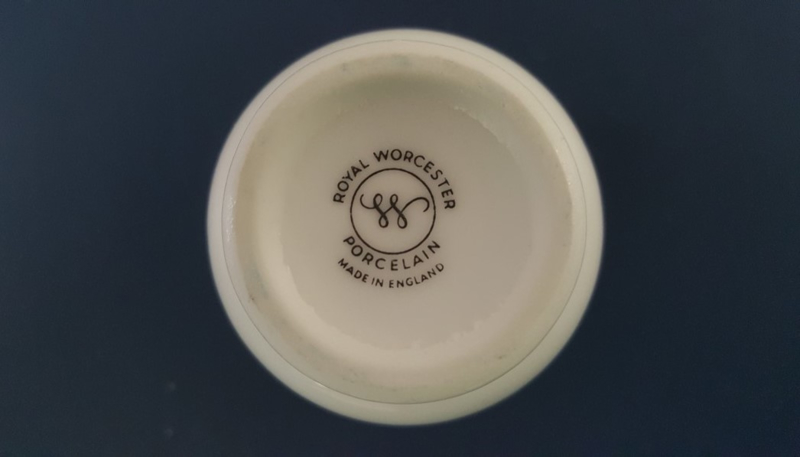 ROYAL WORCESTER
W
PORCELAIN
MADE IN ENGLAND